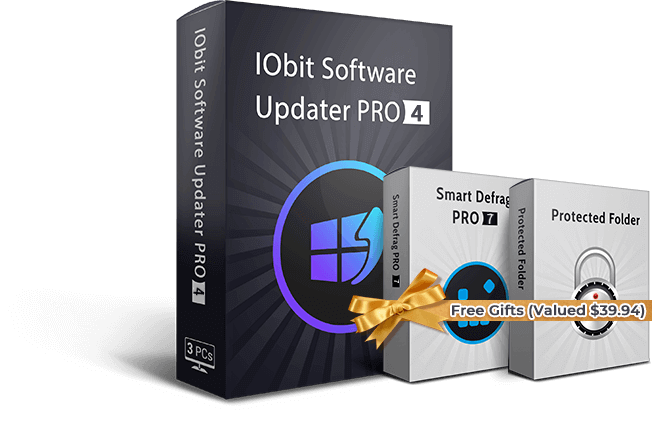 IObit Software
Updater PRO 4
IObit Software Updater PRO 4
3 PCs
Smart Defrag
PRO 7
Smart Defrag PRO 7
Protected Folder
Protected Folder
Free Gifts (Valued $39.94)